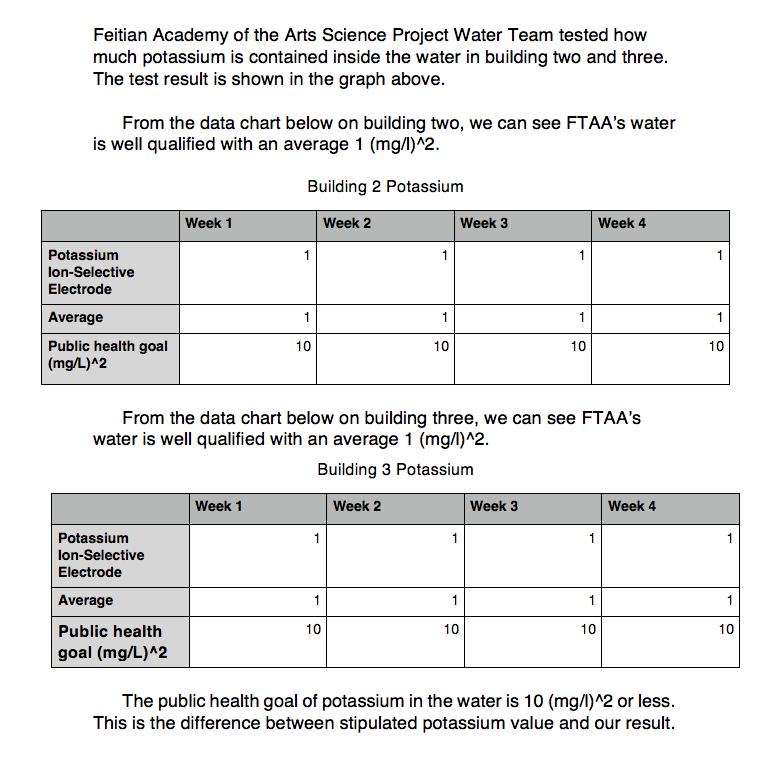 Feitian Academy of the Arts Science Project Water Team tested how
much potassium is contained inside the water in building two and three.
The test result is shown in the graph above.
From the data chart below on building two, we can see FTAA's water
is well qualified with an average 1 (mg/l)^2.
Building 2 Potassium
Week 1 Week 2 Week 3 Week 4
Potassium 1 1 1 1
Ion-Selective
Electrode
Average 1 1 1 1
Public health goal 10 10 10 10
(mg/L)^2
From the data chart below on building three, we can see FTAA's
water is well qualified with an average 1 (mg/l)^2.
Building 3 Potassium
Week 1 Week 2 Week 3 Week 4
Potassium 1 1 1 1
Ion-Selective
Electrode
Average 1 1 1 1
Public health 10 10 10 10
goal (mg/L)^2
The public health goal of potassium in the water is 10 (mg/l)^2 or less.
This is the difference between stipulated potassium value and our result.